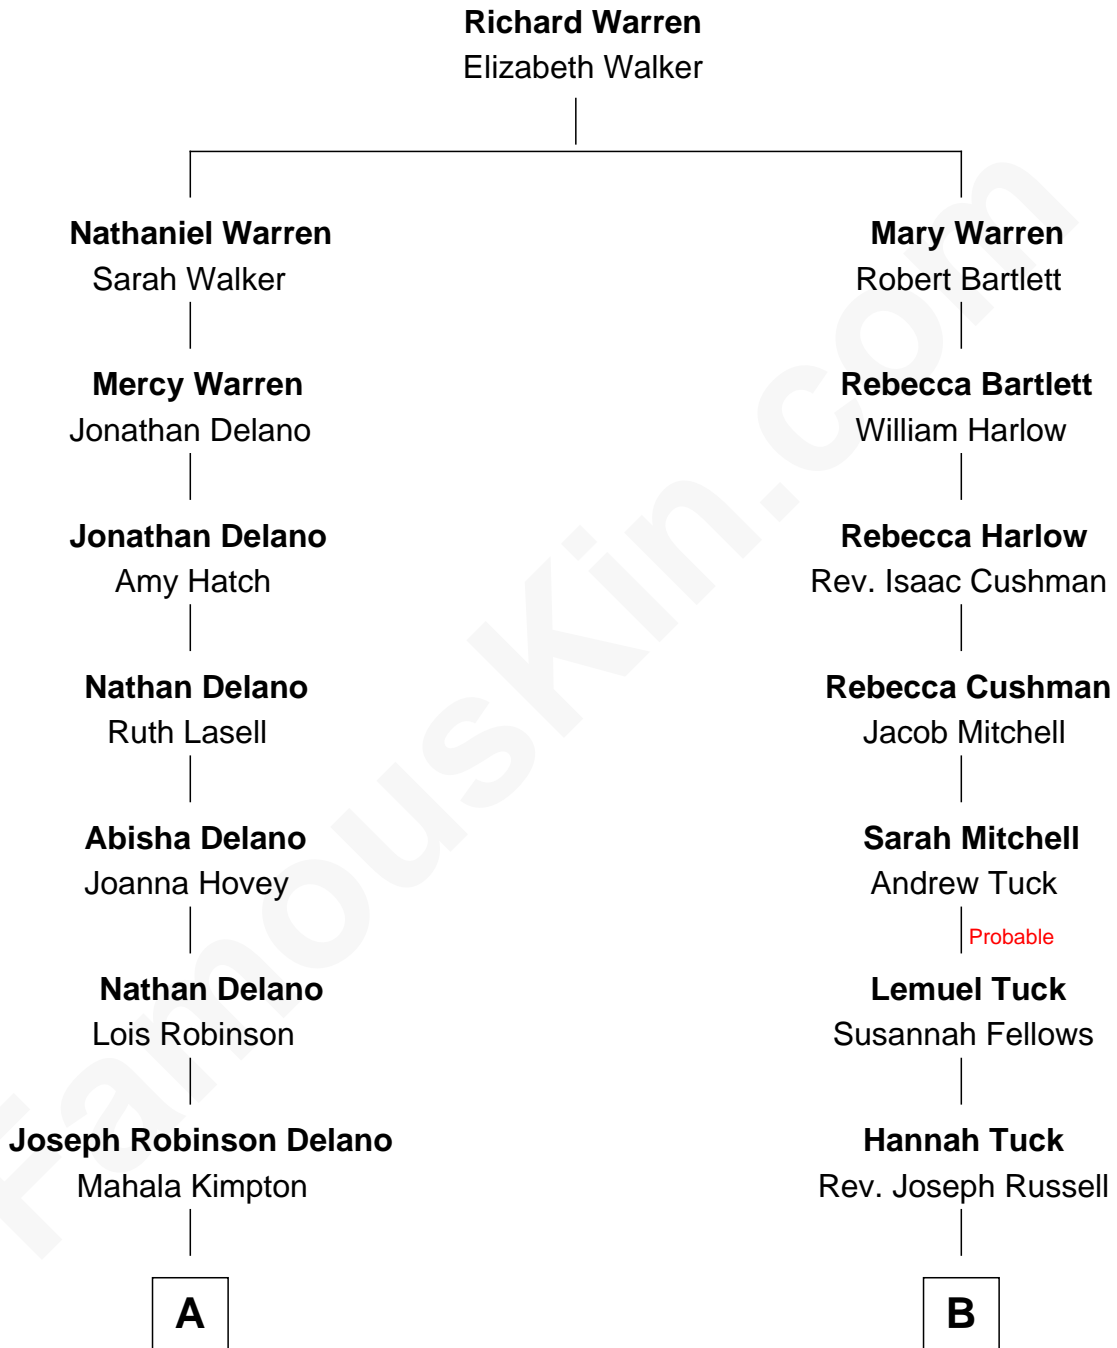 Richard Warren
Elizabeth Walker
Nathaniel Warren
Sarah Walker
Mary Warren
Robert Bartlett
Mercy Warren
Jonathan Delano
Rebecca Bartlett
William Harlow
Jonathan Delano
Amy Hatch
Rebecca Harlow
Rev. Isaac Cushman
Nathan Delano
Ruth Lasell
Rebecca Cushman
Jacob Mitchell
Abisha Delano
Joanna Hovey
Sarah Mitchell
Andrew Tuck
Probable
Nathan Delano
Lois Robinson
Lemuel Tuck
Susannah Fellows
Joseph Robinson Delano
Mahala Kimpton
Hannah Tuck
Rev. Joseph Russell
A
B
FamousKin.com